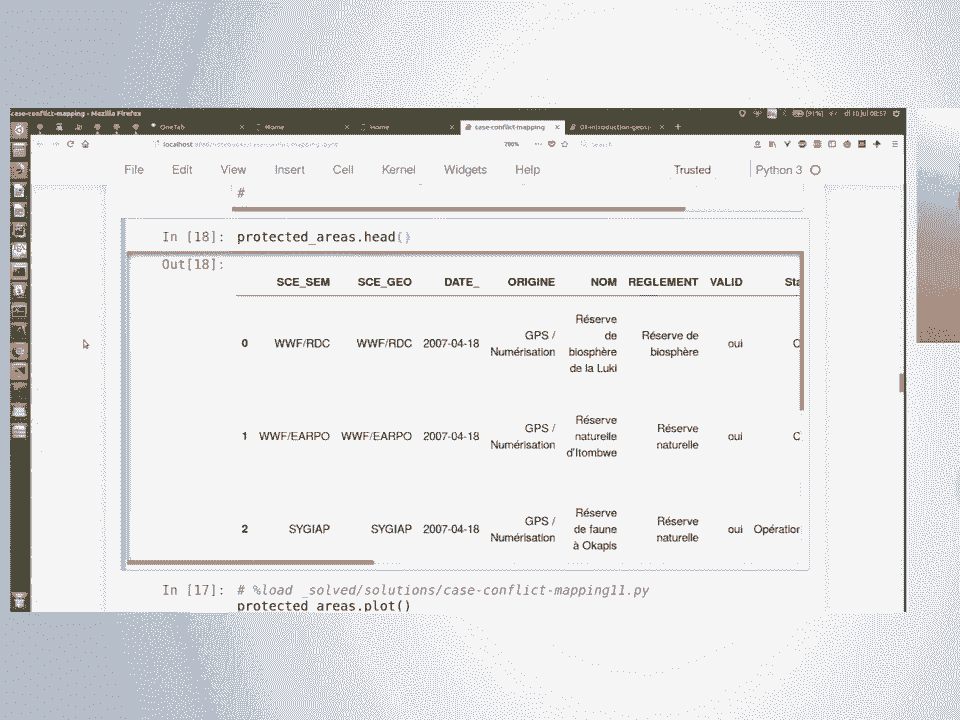 case-conflict-mapping - Mozilla Firefox
OneTab
Home
Home
case-conflict-mapping
Search
File Edit View Insert Cell Kernel Widgets Help Trusted Python 3
#
In [18]: protected_areas.head()
Out[18]:
SCE_SEM SCE_GEO DATE_ ORIGINE NOM REGLEMENT VALID Sta
0 WWF/RDC WWF/RDC 2007-04-18 GPS / Numérisation Réserve de biosphère de la Luki Réserve de biosphère oui C
1 WWF/EARPO WWF/EARPO 2007-04-18 GPS / Numérisation Réserve naturelle d'Itombwe Réserve naturelle oui C
2 SYGIAP SYGIAP 2007-04-18 GPS / Numérisation Réserve de faune à Okapis Réserve naturelle oui Opération
In [17]: # %load _solved/solutions/case-conflict-mapping11.py
protected_areas.plot()